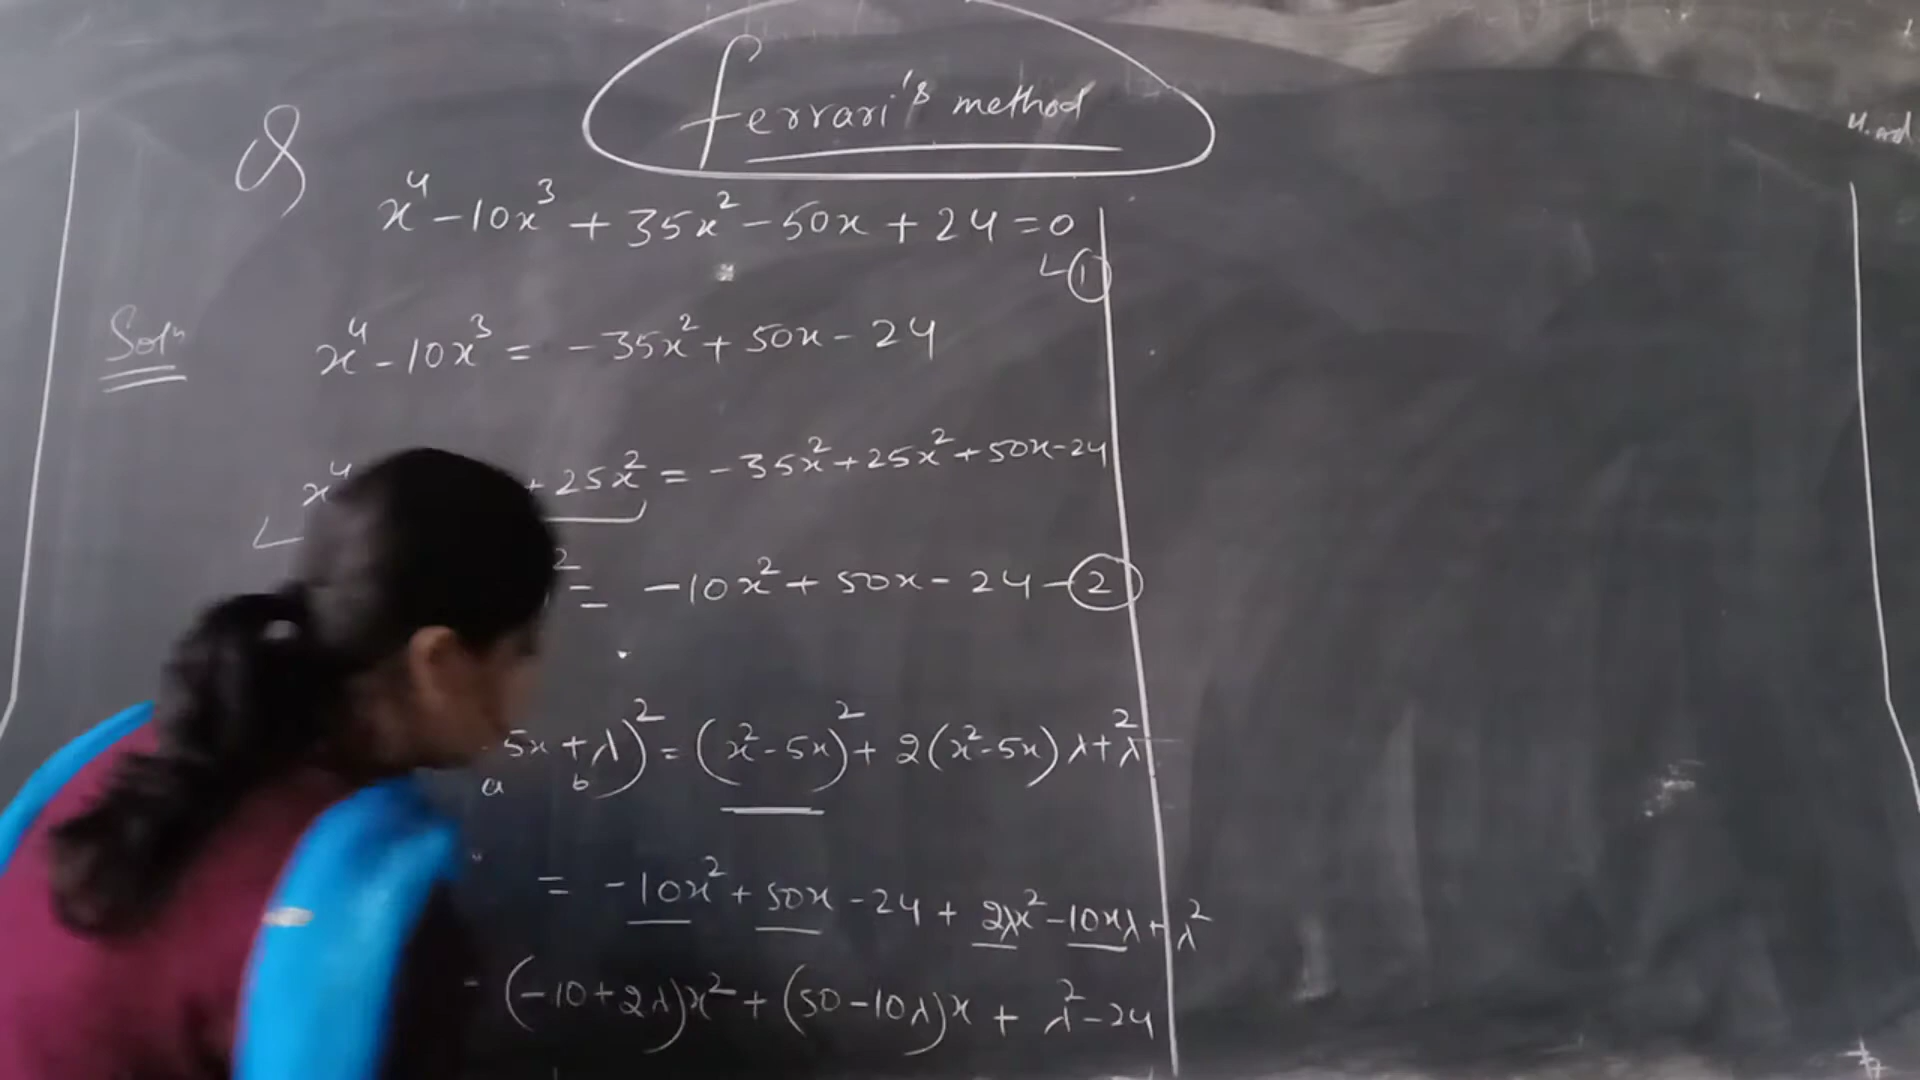 Ferrari's method
Q
x⁴ - 10x³ + 35x² - 50x + 24 = 0
①
Solⁿ x⁴ - 10x³ = -35x² + 50x - 24
x⁴ + 25x² = -35x² + 25x² + 50x - 24
² = -10x² + 50x - 24 - ②
5x + λ)² = (x² - 5x)² + 2(x² - 5x)λ + λ²
a b
= -10x² + 50x - 24 + 2λx² - 10xλ + λ²
(-10 + 2λ)x² + (50 - 10λ)x + λ² - 24